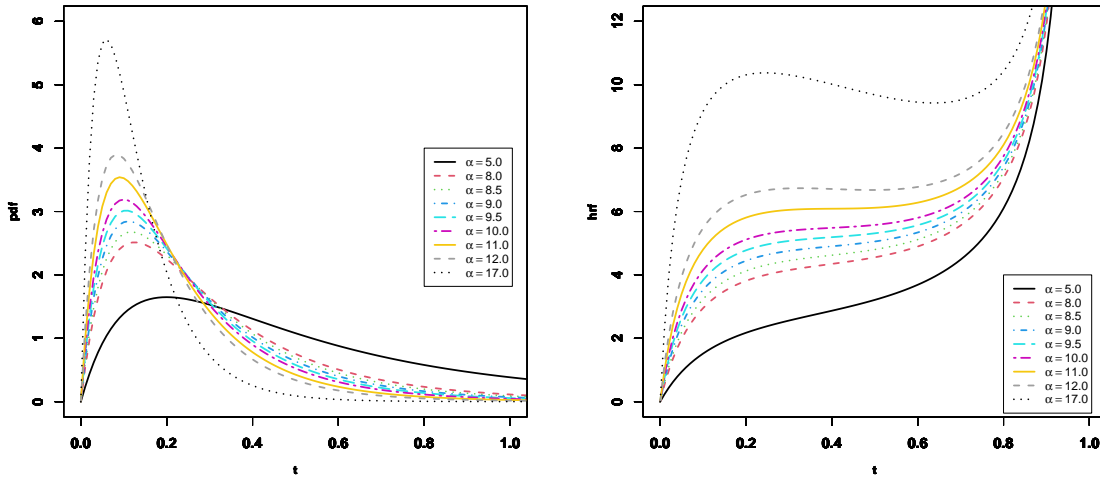 6
5
4
3
2
1
0
pdf
α = 5.0
α = 8.0
α = 8.5
α = 9.0
α = 9.5
α = 10.0
α = 11.0
α = 12.0
α = 17.0
0.0 0.2 0.4 0.6 0.8 1.0
t
12
10
8
6
4
2
0
hrf
α = 5.0
α = 8.0
α = 8.5
α = 9.0
α = 9.5
α = 10.0
α = 11.0
α = 12.0
α = 17.0
0.0 0.2 0.4 0.6 0.8 1.0
t